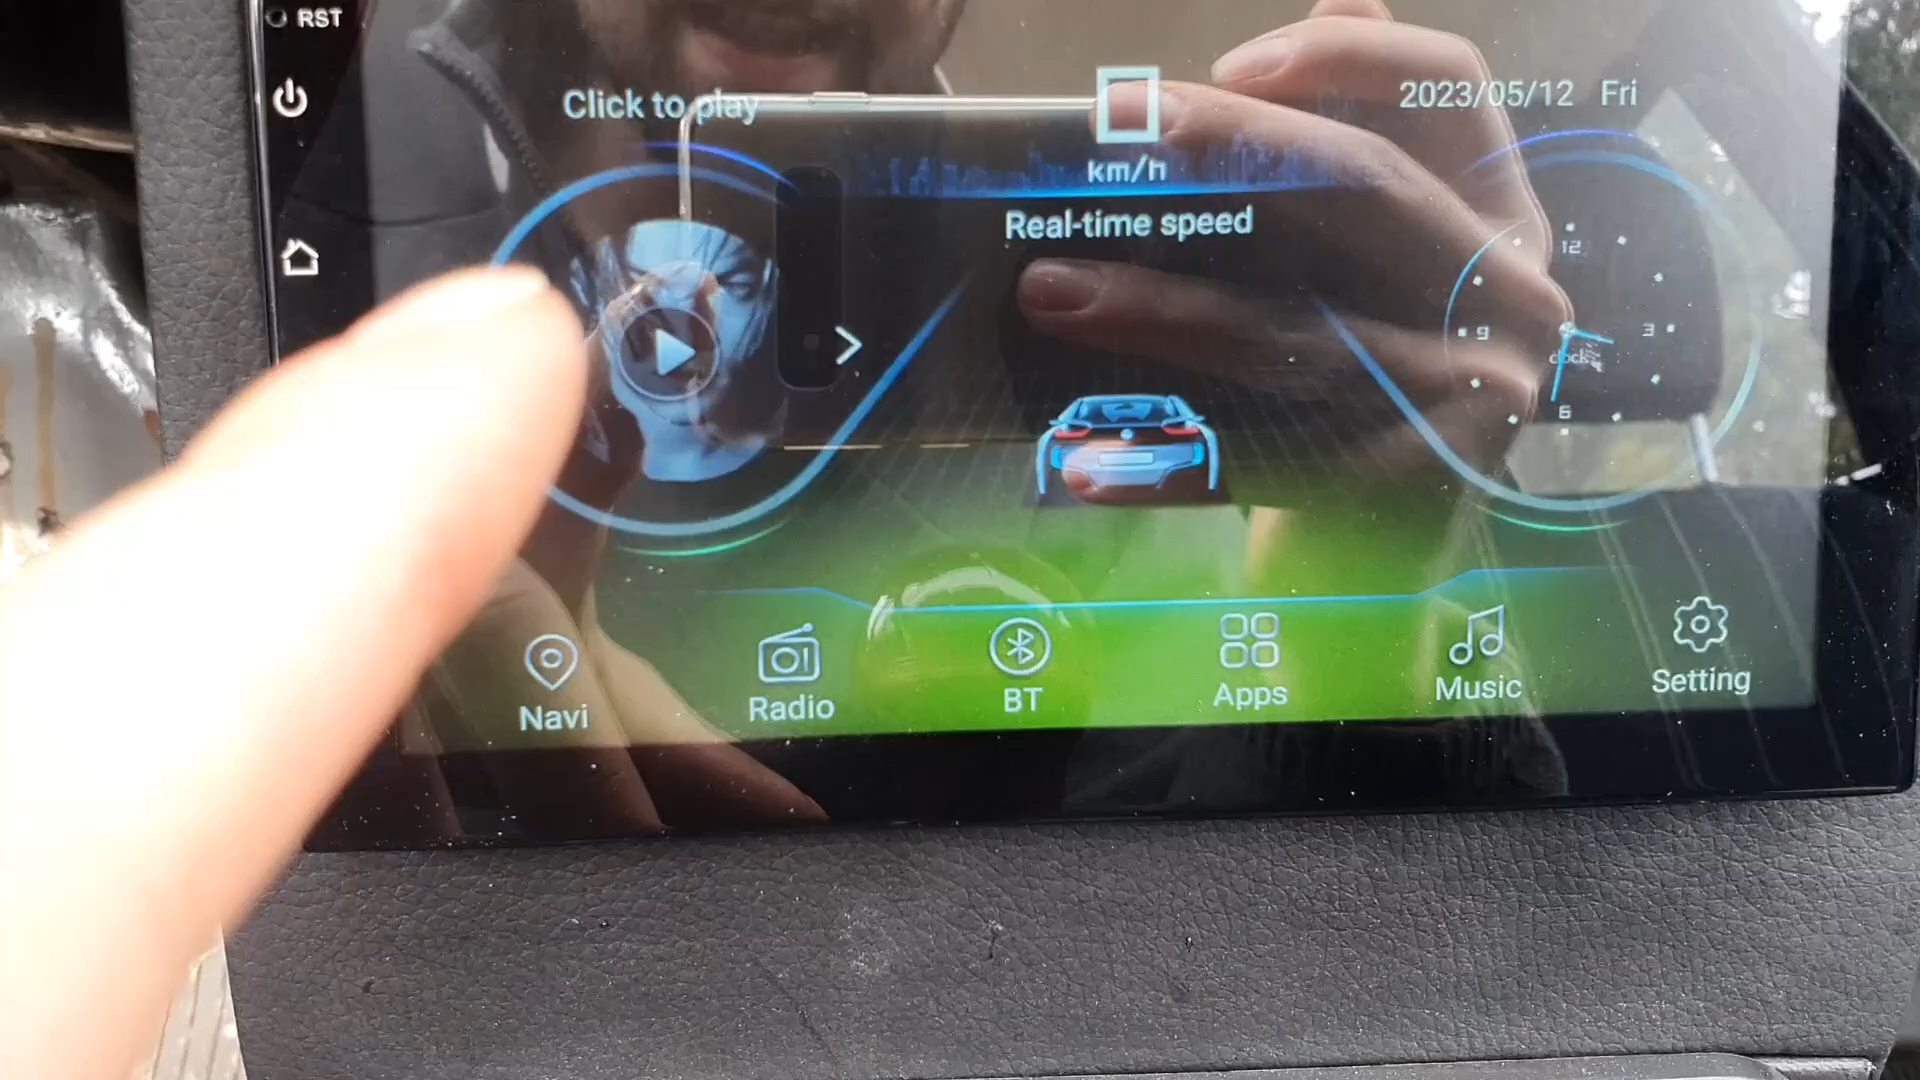 RST
Click to play
2023/05/12 Fri
0
km/h
Real-time speed
12
9
3
clock
6
Navi
Radio
BT
Apps
Music
Setting